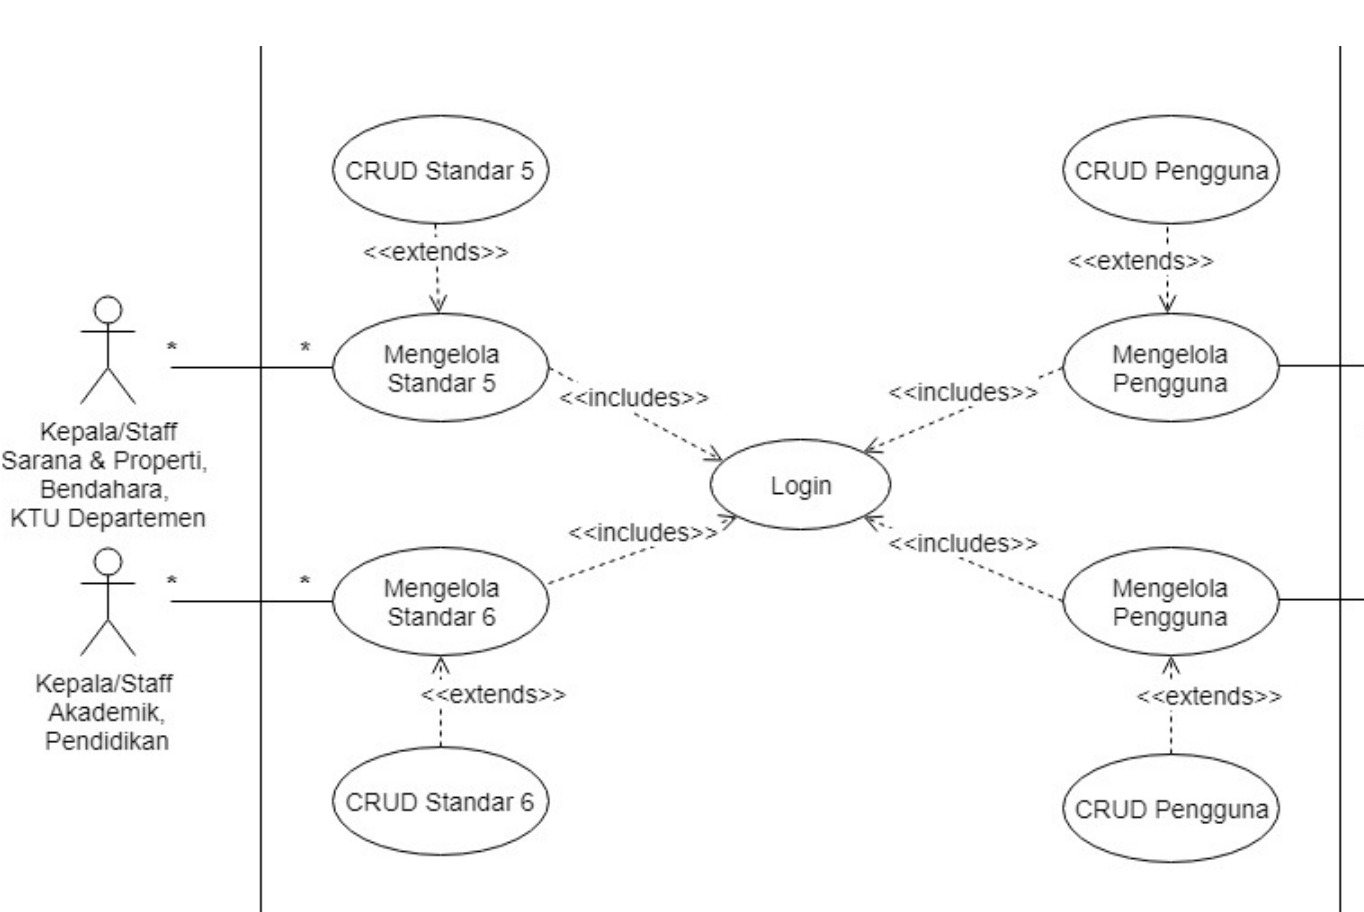 CRUD Standar 5
CRUD Pengguna
<<extends>>
<<extends>>
*
*
Mengelola
Standar 5
Mengelola
Pengguna
<<includes>>
<<includes>>
Kepala/Staff
Sarana & Properti,
Bendahara,
KTU Departemen
Login
<<includes>>
<<includes>>
*
*
Mengelola
Standar 6
Mengelola
Pengguna
Kepala/Staff
Akademik,
Pendidikan
<<extends>>
<<extends>>
CRUD Standar 6
CRUD Pengguna